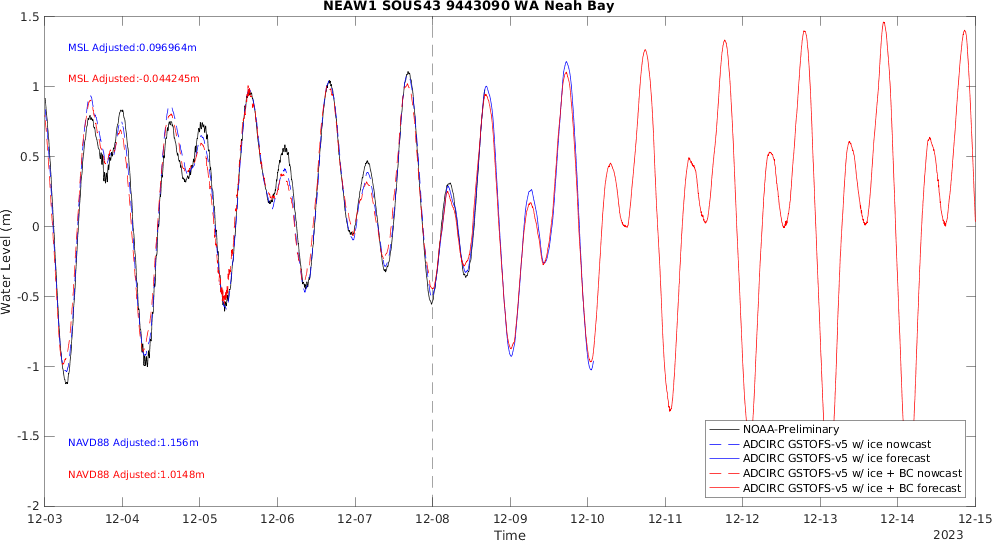 NEAW1 SOUS43 9443090 WA Neah Bay
MSL Adjusted:0.096964m
MSL Adjusted:-0.044245m
NAVD88 Adjusted:1.156m
NAVD88 Adjusted:1.0148m
Water Level (m)
1.5
1
0.5
0
-0.5
-1
-1.5
-2
NOAA-Preliminary
ADCIRC GSTOFS-v5 w/ ice nowcast
ADCIRC GSTOFS-v5 w/ ice forecast
ADCIRC GSTOFS-v5 w/ ice + BC nowcast
ADCIRC GSTOFS-v5 w/ ice + BC forecast
12-03 12-04 12-05 12-06 12-07 12-08 12-09 12-10 12-11 12-12 12-13 12-14 12-15
Time
2023